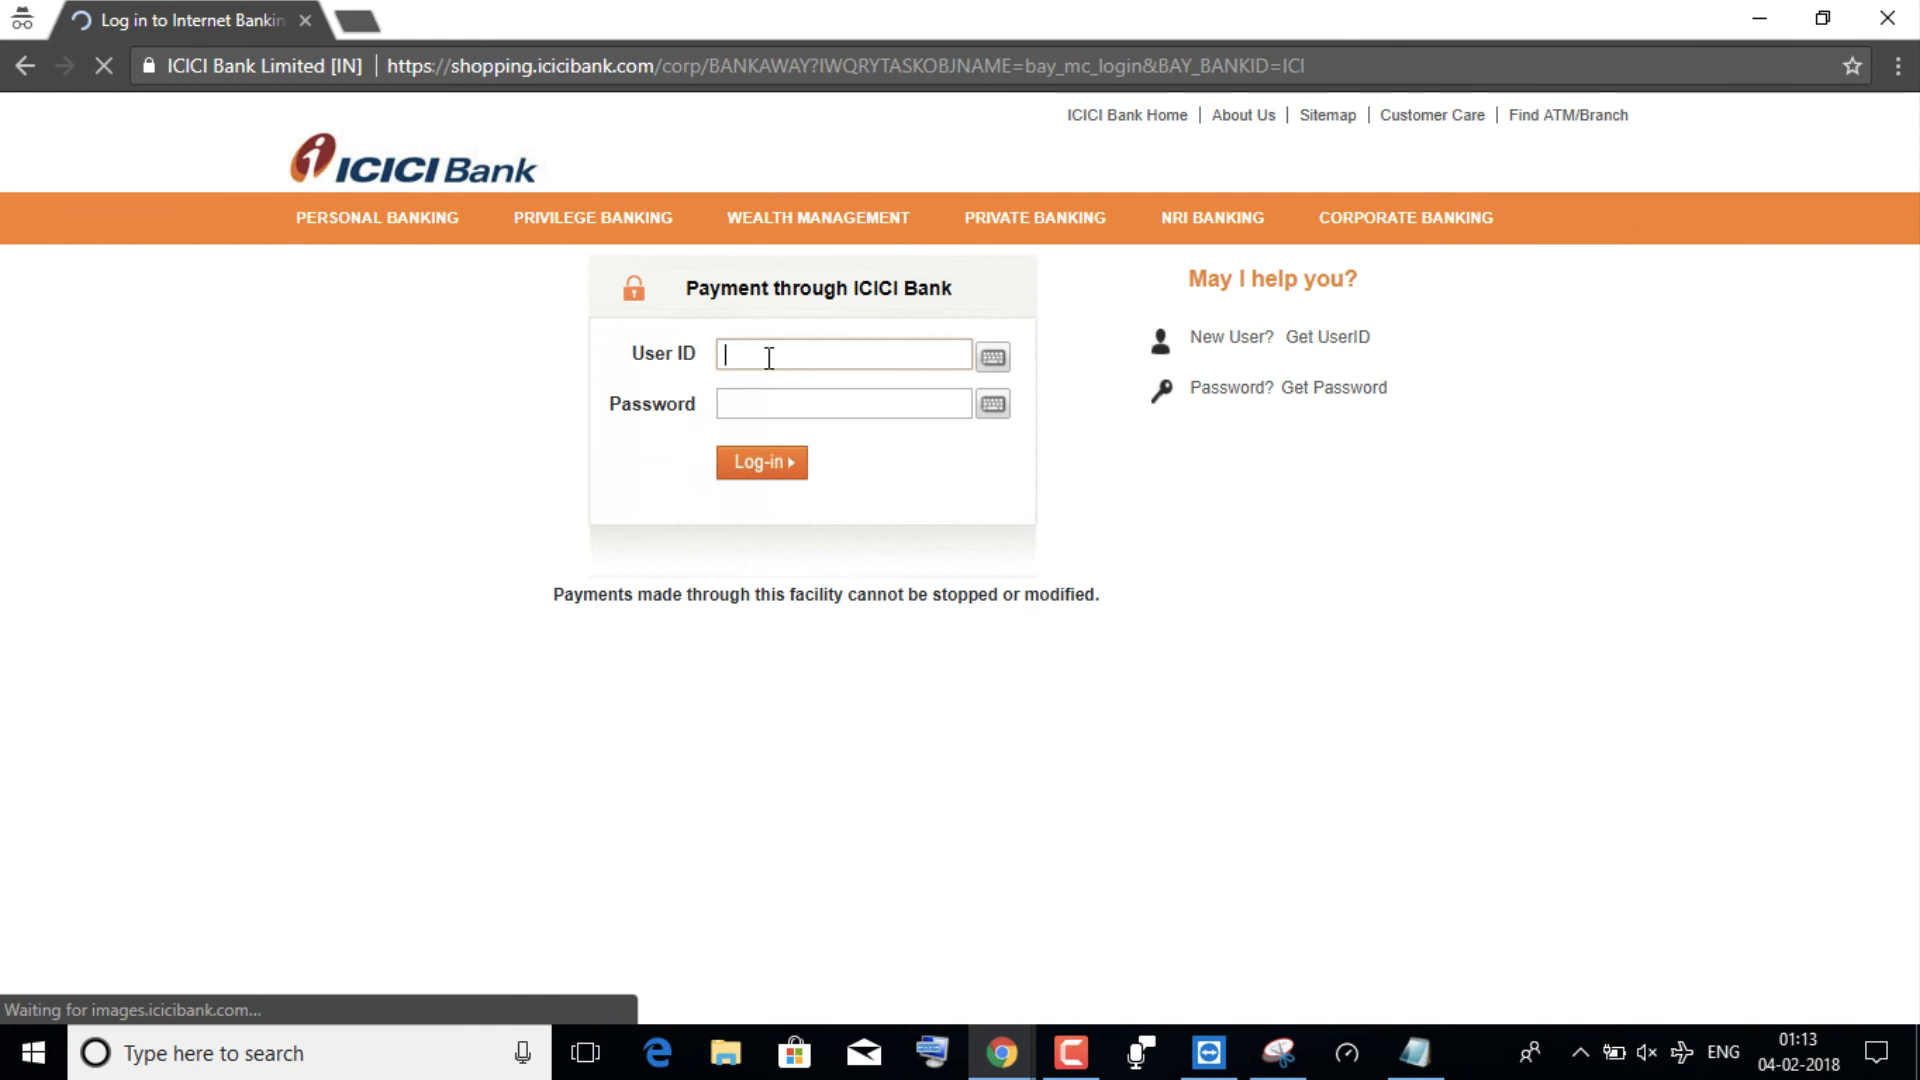 Log in to Internet Bankin
ICICI Bank Limited [IN] | https://shopping.icicibank.com/corp/BANKAWAY?IWQRYTASKOBJNAME=bay_mc_login&BAY_BANKID=ICI
ICICI Bank Home | About Us | Sitemap | Customer Care | Find ATM/Branch
ICICI Bank
PERSONAL BANKING PRIVILEGE BANKING WEALTH MANAGEMENT PRIVATE BANKING NRI BANKING CORPORATE BANKING
Payment through ICICI Bank
User ID
Password
Log-in
May I help you?
New User? Get UserID
Password? Get Password
Payments made through this facility cannot be stopped or modified.
Waiting for images.icicibank.com...
Type here to search
ENG
01:13
04-02-2018